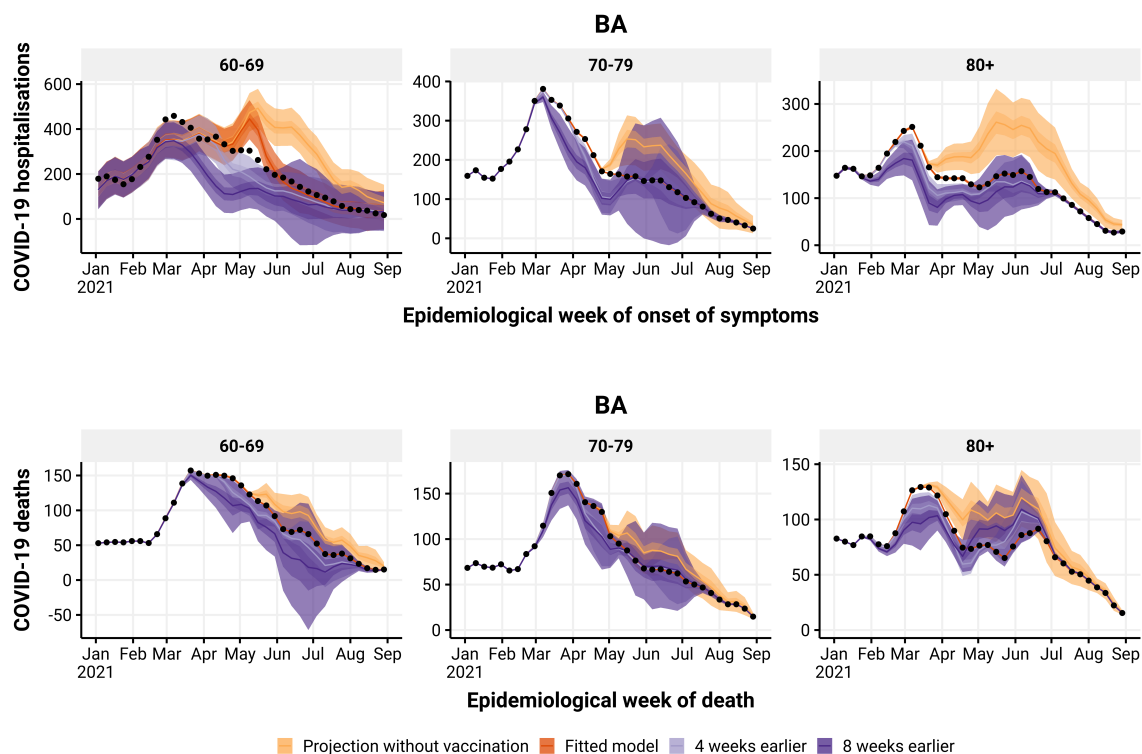 BA
60-69
70-79
80+
COVID-19 hospitalisations
600
400
200
0
400
300
200
100
0
300
200
100
0
Jan Feb Mar Apr May Jun Jul Aug Sep
2021
Jan Feb Mar Apr May Jun Jul Aug Sep
2021
Jan Feb Mar Apr May Jun Jul Aug Sep
2021
Epidemiological week of onset of symptoms
BA
60-69
70-79
80+
COVID-19 deaths
150
100
50
0
-50
150
100
50
0
150
100
50
0
Jan Feb Mar Apr May Jun Jul Aug Sep
2021
Jan Feb Mar Apr May Jun Jul Aug Sep
2021
Jan Feb Mar Apr May Jun Jul Aug Sep
2021
Epidemiological week of death
Projection without vaccination Fitted model 4 weeks earlier 8 weeks earlier